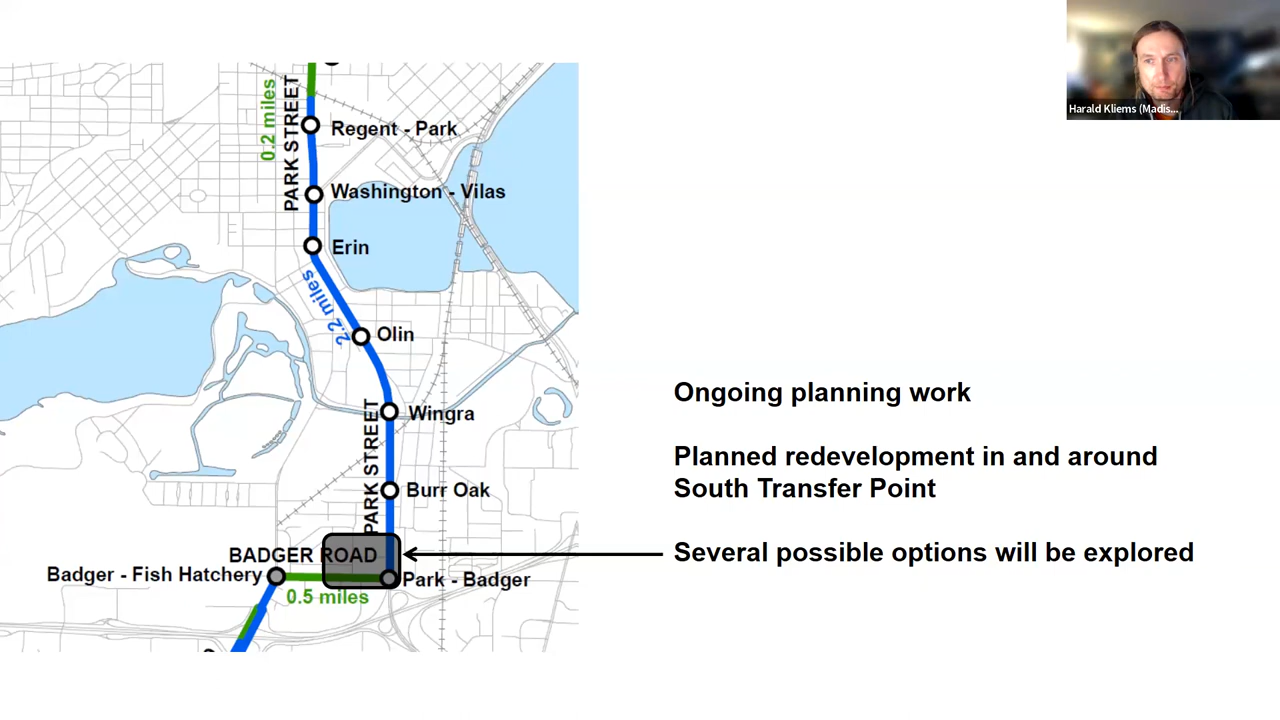 Harald Kliems (Madis...
0.2 miles
PARK STREET
Regent - Park
Washington - Vilas
Erin
2.2 miles
Olin
PARK STREET
Wingra
Burr Oak
BADGER ROAD
Badger - Fish Hatchery
Park - Badger
0.5 miles
Ongoing planning work
Planned redevelopment in and around
South Transfer Point
Several possible options will be explored